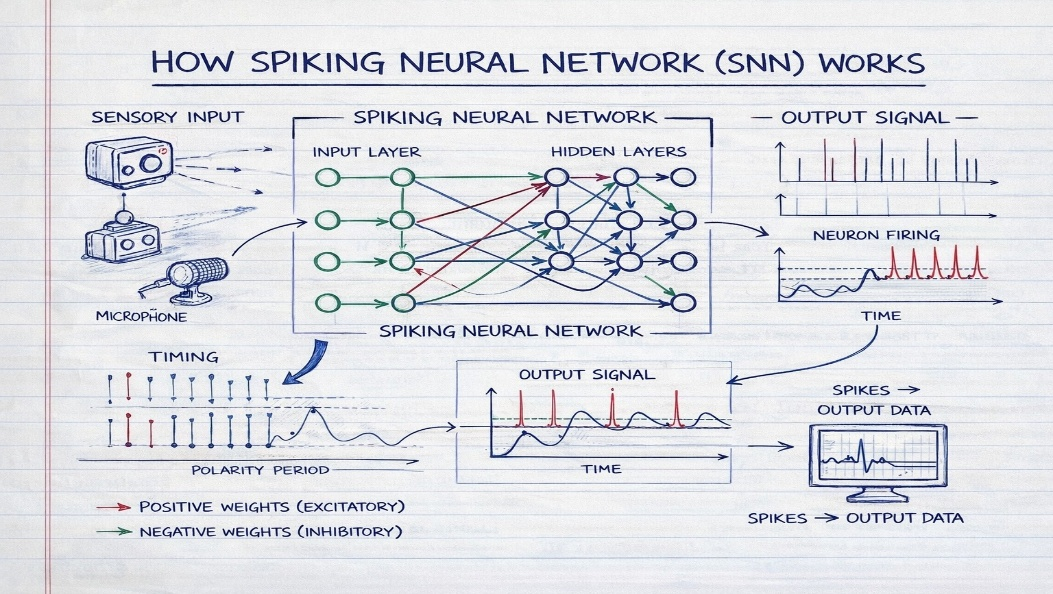 HOW SPIKING NEURAL NETWORK (SNN) WORKS
SENSORY INPUT
MICROPHONE
SPIKING NEURAL NETWORK
INPUT LAYER
HIDDEN LAYERS
SPIKING NEURAL NETWORK
OUTPUT SIGNAL
NEURON FIRING
TIME
TIMING
POLARITY PERIOD
OUTPUT SIGNAL
TIME
SPIKES →
OUTPUT DATA
SPIKES → OUTPUT DATA
POSITIVE WEIGHTS (EXCITATORY)
NEGATIVE WEIGHTS (INHIBITORY)